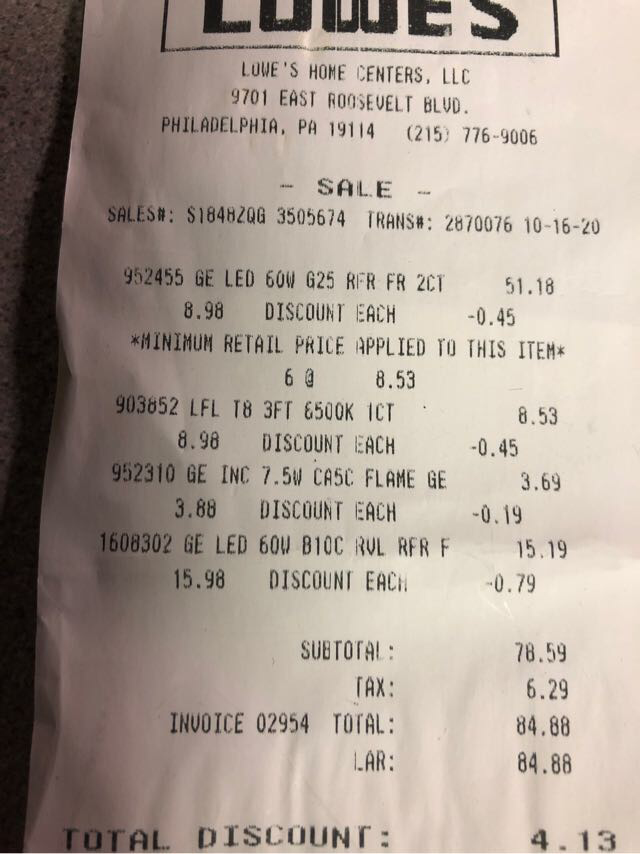 LOWE'S
LOWE'S HOME CENTERS, LLC
9701 EAST ROOSEVELT BLVD.
PHILADELPHIA, PA 19114 (215) 776-9006
- SALE -
SALES#: S1848ZQG 3505674 TRANS#: 2870076 10-16-20
952455 GE LED 60W G25 RFR FR 2CT 51.18
8.98 DISCOUNT EACH -0.45
*MINIMUM RETAIL PRICE APPLIED TO THIS ITEM*
6 @ 8.53
903852 LFL T8 3FT 6500K 1CT 8.53
8.98 DISCOUNT EACH -0.45
952310 GE INC 7.5W CA5C FLAME GE 3.69
3.88 DISCOUNT EACH -0.19
1608302 GE LED 60W B10C RVL RFR F 15.19
15.98 DISCOUNT EACH -0.79
SUBTOTAL: 78.59
TAX: 6.29
INVOICE 02954 TOTAL: 84.88
LAR: 84.88
TOTAL DISCOUNT: 4.13